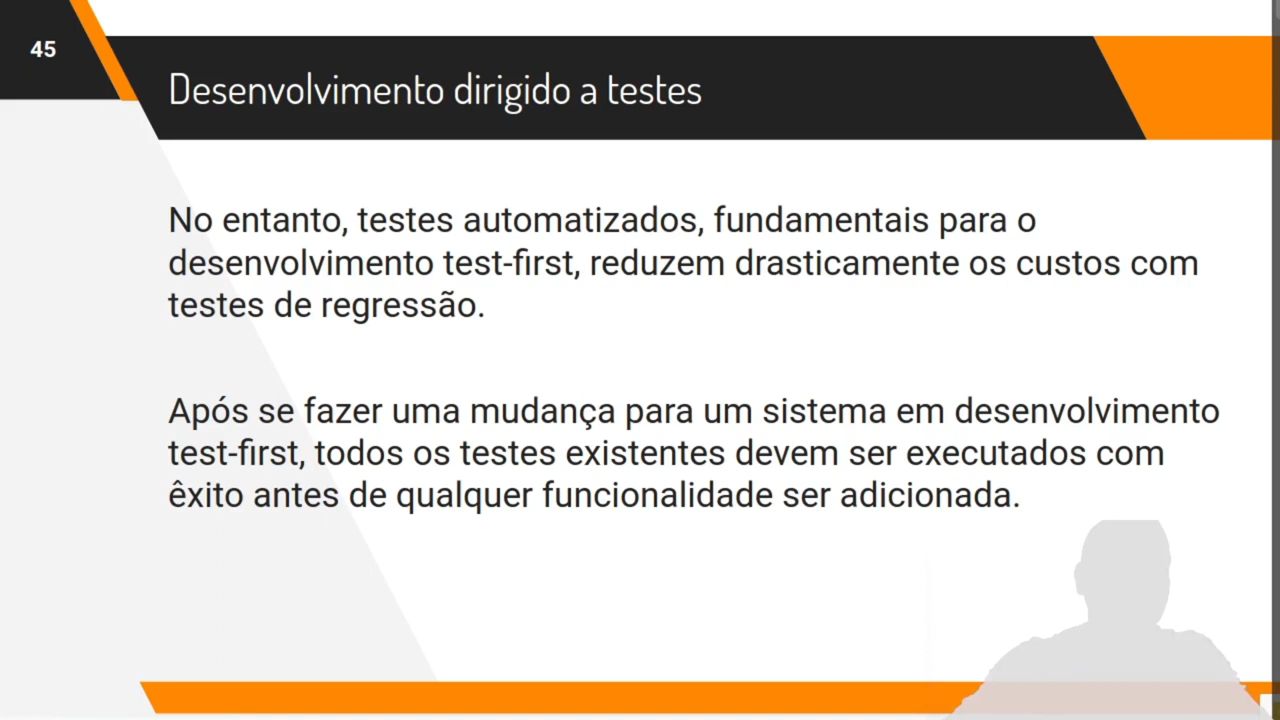 45
Desenvolvimento dirigido a testes
No entanto, testes automatizados, fundamentais para o
desenvolvimento test-first, reduzem drasticamente os custos com
testes de regressão.
Após se fazer uma mudança para um sistema em desenvolvimento
test-first, todos os testes existentes devem ser executados com
êxito antes de qualquer funcionalidade ser adicionada.